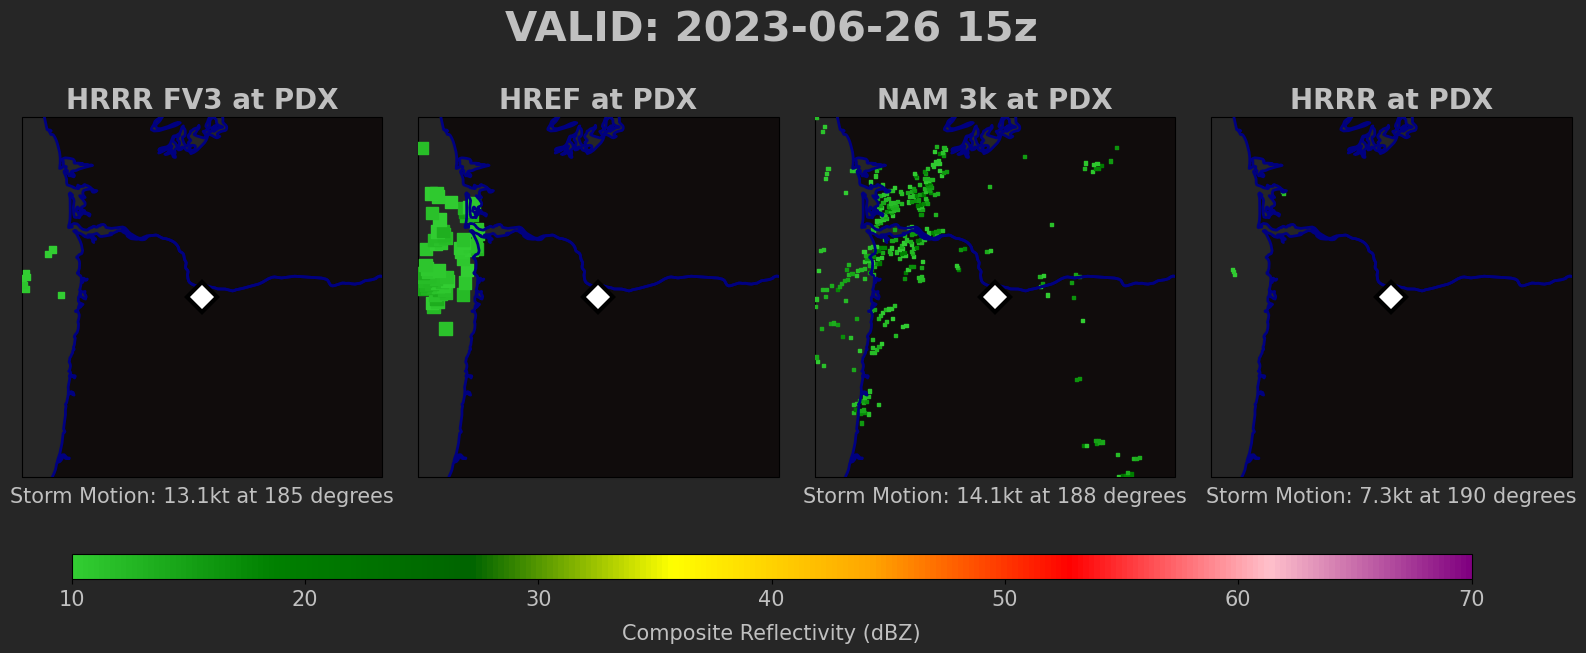 VALID: 2023-06-26 15z
HRRR FV3 at PDX
HREF at PDX
NAM 3k at PDX
HRRR at PDX
Storm Motion: 13.1kt at 185 degrees
Storm Motion: 14.1kt at 188 degrees
Storm Motion: 7.3kt at 190 degrees
10 20 30 40 50 60 70
Composite Reflectivity (dBZ)